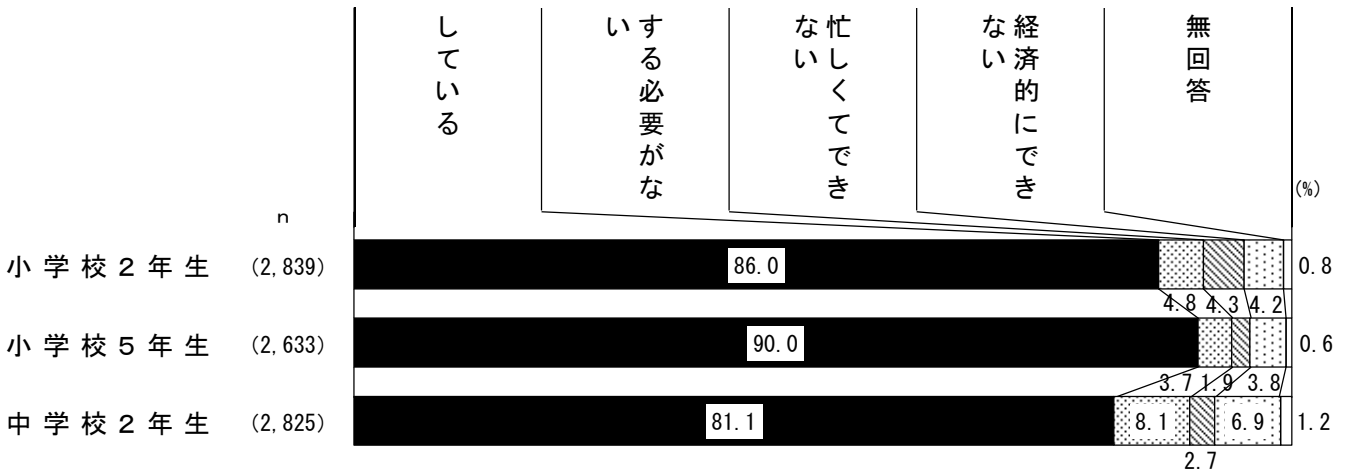 している
する必要がな
い
忙しくてでき
ない
経済的にでき
ない
無回答
(%)
n
小学校２年生 (2,839) 86.0 0.8
4.8 4.3 4.2
小学校５年生 (2,633) 90.0 0.6
3.7 1.9 3.8
中学校２年生 (2,825) 81.1 8.1 6.9 1.2
2.7